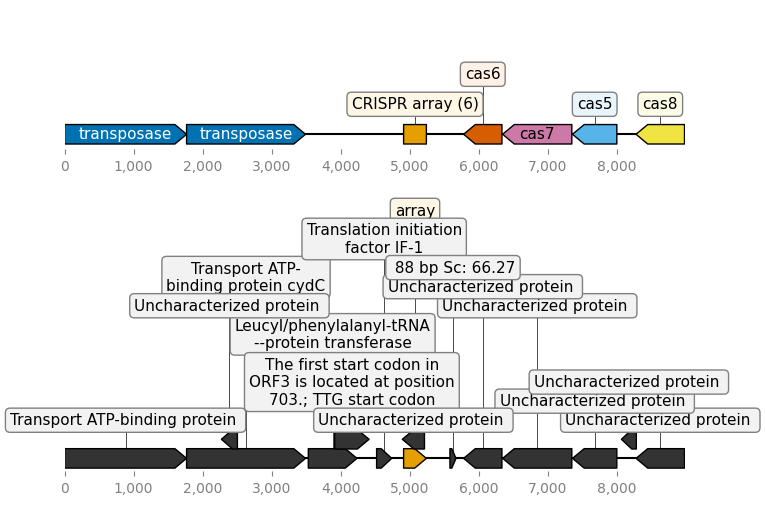 cas6
CRISPR array (6)
cas5
cas8
transposase
transposase
cas7
0
1,000
2,000
3,000
4,000
5,000
6,000
7,000
8,000
array
Translation initiation
factor IF-1
Transport ATP-
binding protein cydC
88 bp Sc: 66.27
Uncharacterized protein
Uncharacterized protein
Uncharacterized protein
Leucyl/phenylalanyl-tRNA
--protein transferase
The first start codon in
ORF3 is located at position
703.; TTG start codon
Uncharacterized protein
Uncharacterized protein
Transport ATP-binding protein
Uncharacterized protein
Uncharacterized protein
0
1,000
2,000
3,000
4,000
5,000
6,000
7,000
8,000